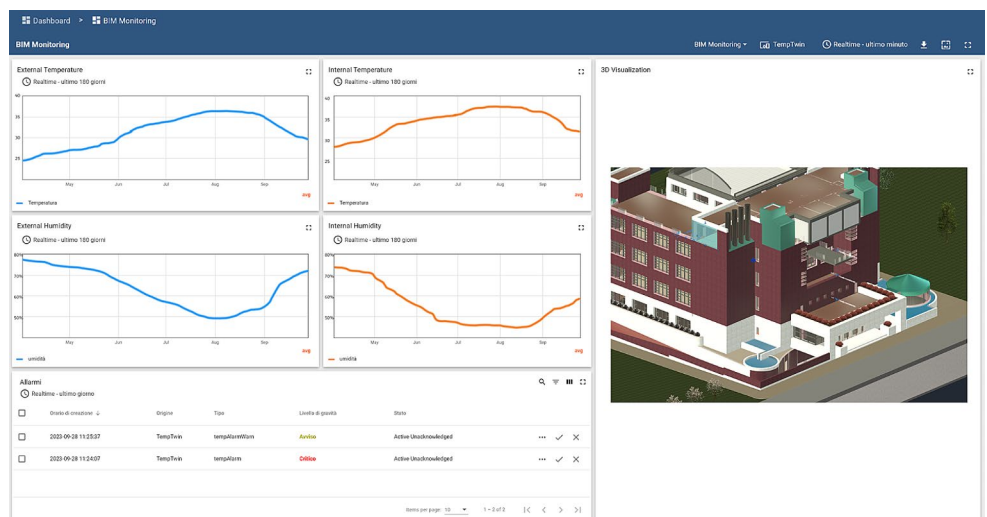 Dashboard > BIM Monitoring
BIM Monitoring
BIM Monitoring TempTwin Realtime - ultimo minuto
External Temperature
Realtime - ultimo 180 giorni
40
35
30
25
May Jun Jul Aug Sep
avg
Temperatura
Internal Temperature
Realtime - ultimo 180 giorni
40
35
30
25
May Jun Jul Aug Sep
avg
Temperatura
3D Visualization
External Humidity
Realtime - ultimo 180 giorni
80%
70%
60%
50%
May Jun Jul Aug Sep
avg
umidità
Internal Humidity
Realtime - ultimo 180 giorni
80%
70%
60%
50%
May Jun Jul Aug Sep
avg
umidità
Allarmi
Realtime - ultimo giorno
Orario di creazione ↓ Origine Tipo Livello di gravità Stato
2023-09-28 11:25:37 TempTwin tempAlarmWarn Avviso Active Unacknowledged
2023-09-28 11:24:07 TempTwin tempAlarm Critico Active Unacknowledged
Items per page: 10 1 – 2 of 2